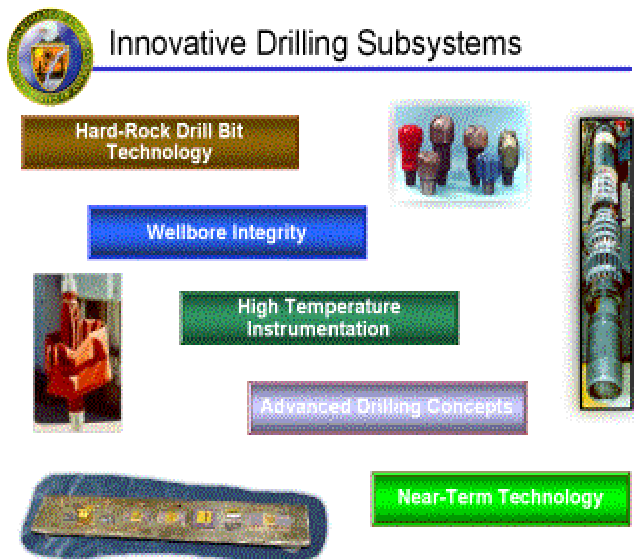 Innovative Drilling Subsystems
Hard-Rock Drill Bit
Technology
Wellbore Integrity
High Temperature
Instrumentation
Advanced Drilling Concepts
Near-Term Technology